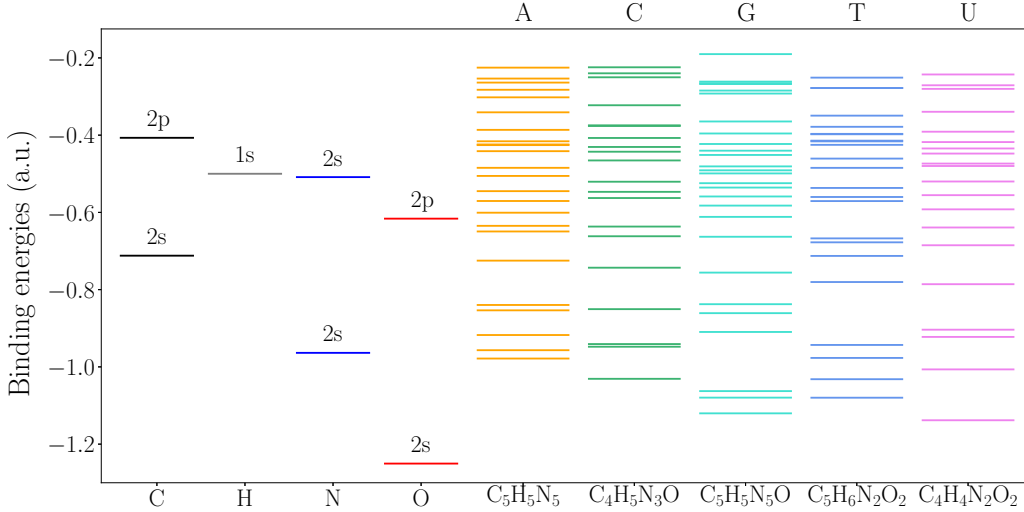 A C G T U
Binding energies (a.u.)
−0.2
−0.4
−0.6
−0.8
−1.0
−1.2
2p
1s
2s
2p
2s
2s
2s
C H N O C₅H₅N₅ C₄H₅N₃O C₅H₅N₅O C₅H₆N₂O₂ C₄H₄N₂O₂